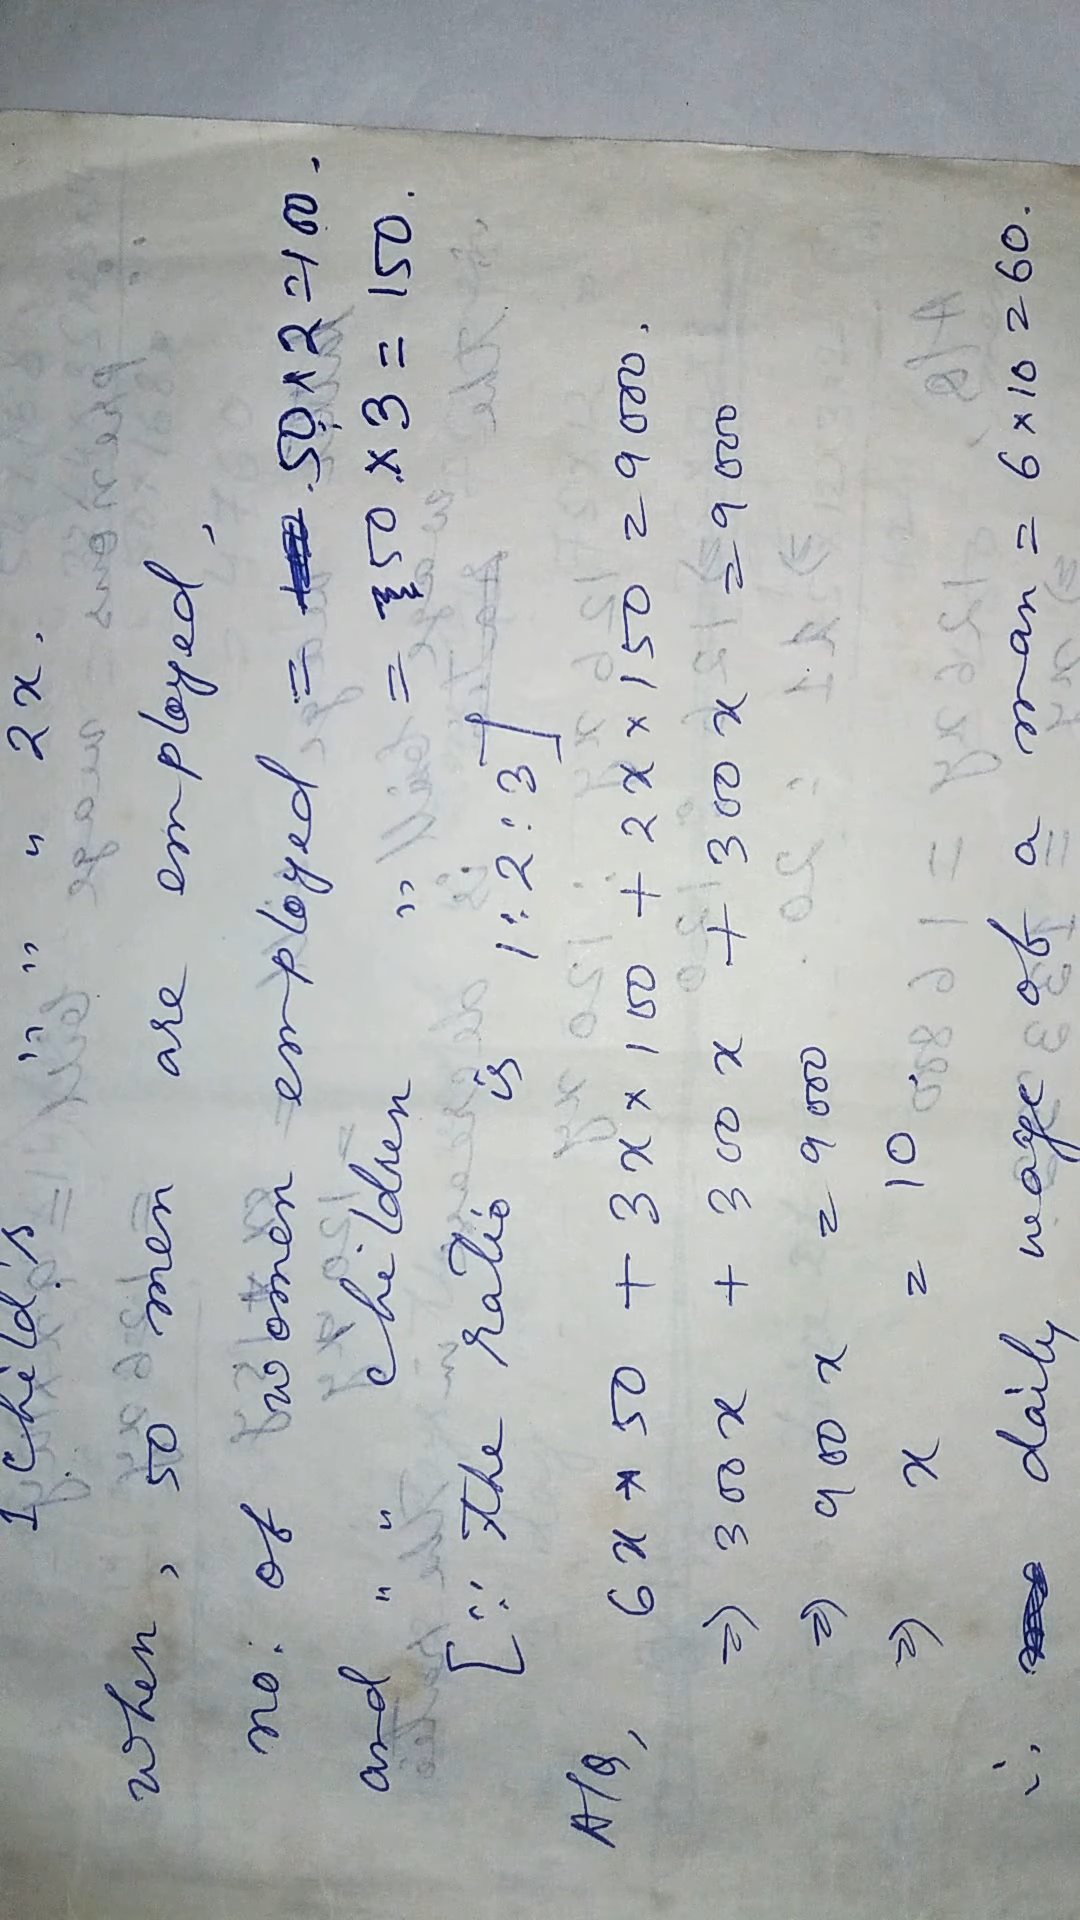 1 child's " " " 2x.
when, 50 men are employed,
no. of women employed = 50×2=100.
and " " children " = 50 × 3 = 150.
[∵ The ratio is 1:2:3]
A/Q, 6x × 50 + 3x × 100 + 2x × 150 = 9000.
⇒) 300x + 300x + 300x = 9000
⇒) 900x = 9000
⇒) x = 10
∴ daily wage of a man = 6×10=60.